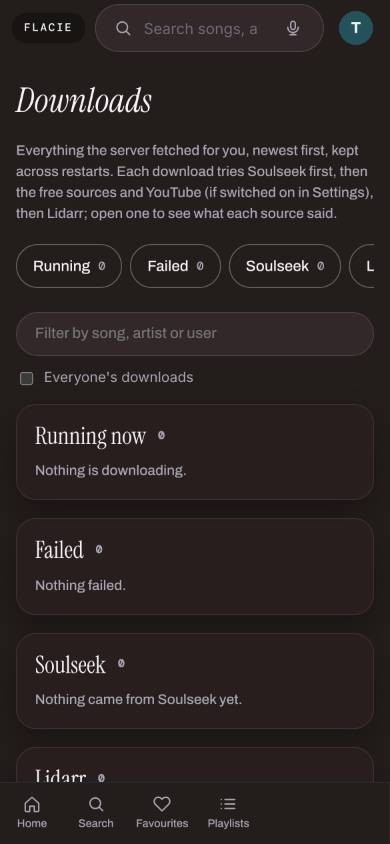 FLACIE
Search songs, a
T
Downloads
Everything the server fetched for you, newest first, kept
across restarts. Each download tries Soulseek first, then
the free sources and YouTube (if switched on in Settings),
then Lidarr; open one to see what each source said.
Running 0 Failed 0 Soulseek 0 L
Filter by song, artist or user
Everyone's downloads
Running now 0
Nothing is downloading.
Failed 0
Nothing failed.
Soulseek 0
Nothing came from Soulseek yet.
Lidarr 0
Home Search Favourites Playlists